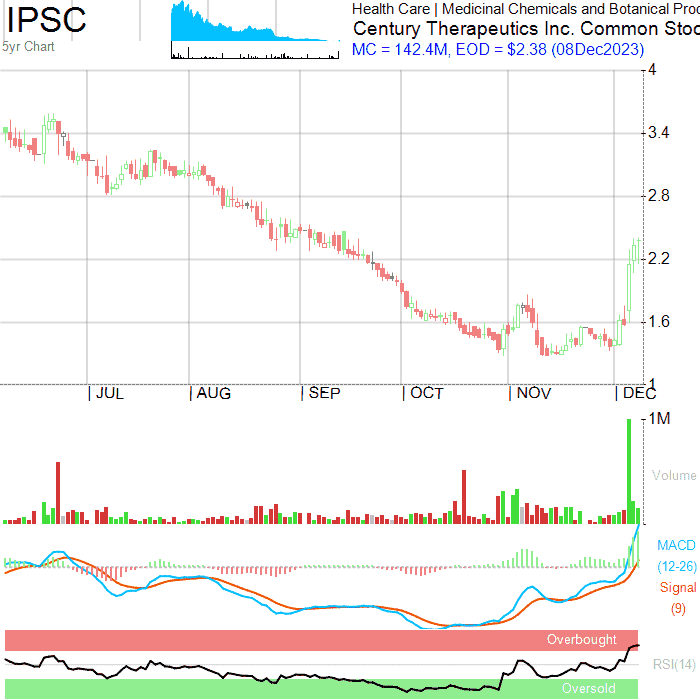 IPSC
5yr Chart
Health Care | Medicinal Chemicals and Botanical Proc
Century Therapeutics Inc. Common Stoc
MC = 142.4M, EOD = $2.38 (08Dec2023)
4
3.4
2.8
2.2
1.6
1
JUL AUG SEP OCT NOV DEC
1M
Volume
MACD
(12-26)
Signal
(9)
Overbought
RSI(14)
Oversold